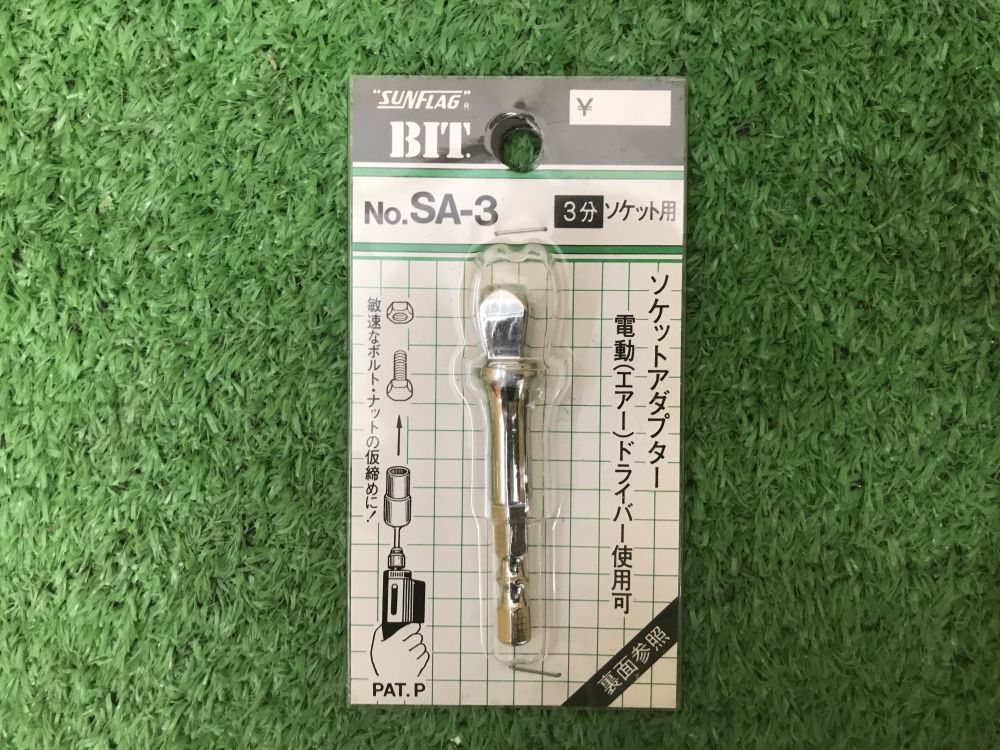 "SUNFLAG"®
BIT.
¥
No.SA-3
3分 ソケット用
ソケットアダプター
電動(エアー)ドライバー使用可
敏速なボルト・ナットの仮締めに!
PAT.P
裏面参照